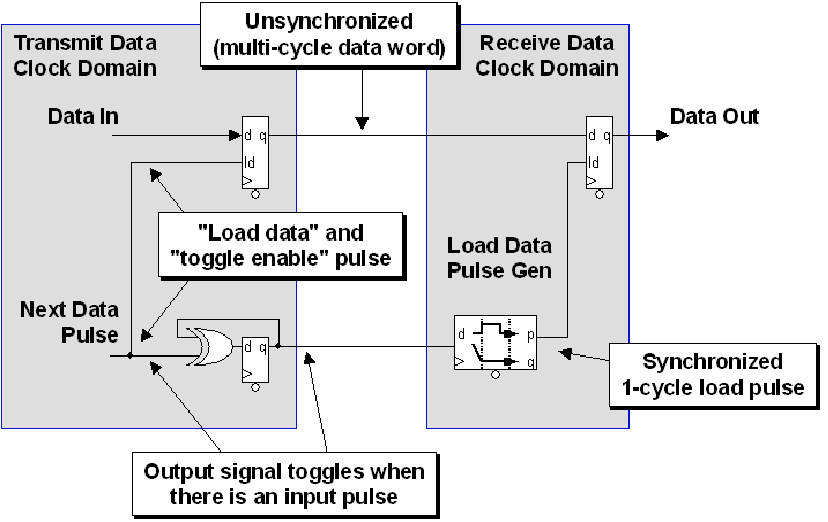 Unsynchronized
(multi-cycle data word)
Transmit Data
Clock Domain
Receive Data
Clock Domain
Data In
d q
ld
d q
ld
Data Out
"Load data" and
"toggle enable" pulse
Load Data
Pulse Gen
Next Data
Pulse
d q
d
p
q
Synchronized
1-cycle load pulse
Output signal toggles when
there is an input pulse